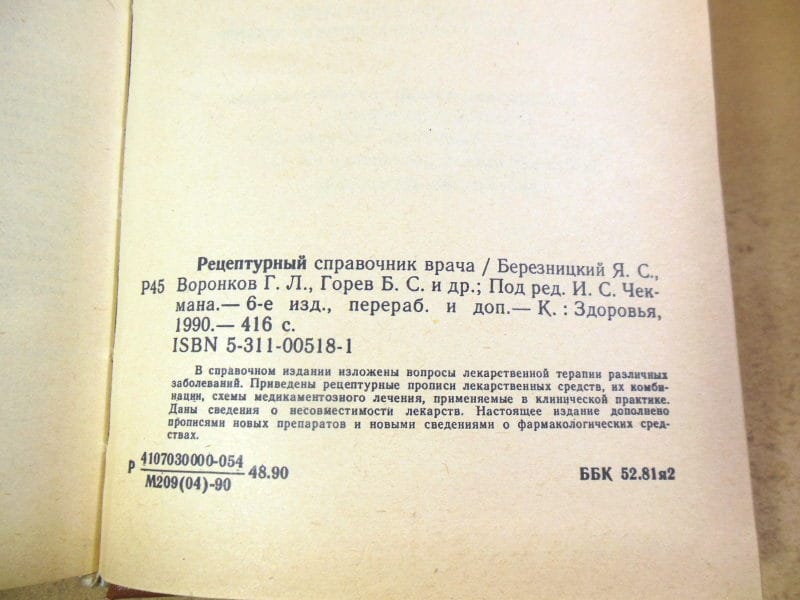 Рецептурный справочник врача / Березницкий Я. С.,
Р45 Воронков Г. Л., Горев Б. С. и др.; Под ред. И. С. Чек-
мана.— 6-е изд., перераб. и доп.— К. : Здоровья,
1990.— 416 с.
ISBN 5-311-00518-1
В справочном издании изложены вопросы лекарственной терапии различных
заболеваний. Приведены рецептурные прописи лекарственных средств, их комби-
нации, схемы медикаментозного лечения, применяемые в клинической практике.
Даны сведения о несовместимости лекарств. Настоящее издание дополнено
прописями новых препаратов и новыми сведениями о фармакологических сред-
ствах.
Р 4107030000-054 48.90 ББК 52.81я2
М209(04)-90